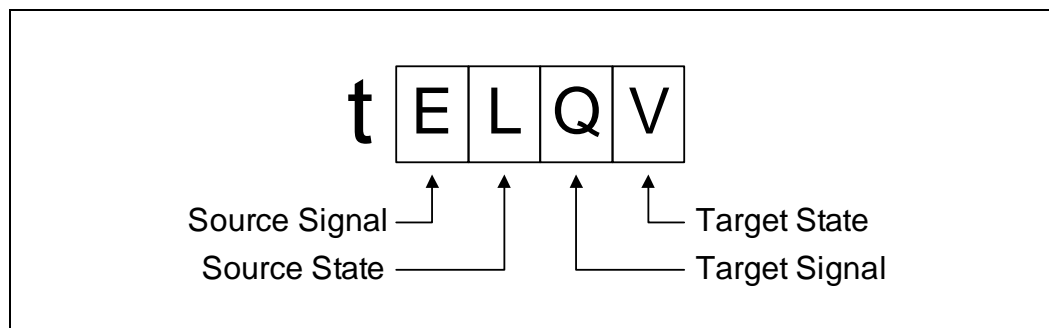 t E L Q V
Source Signal Target State
Source State Target Signal